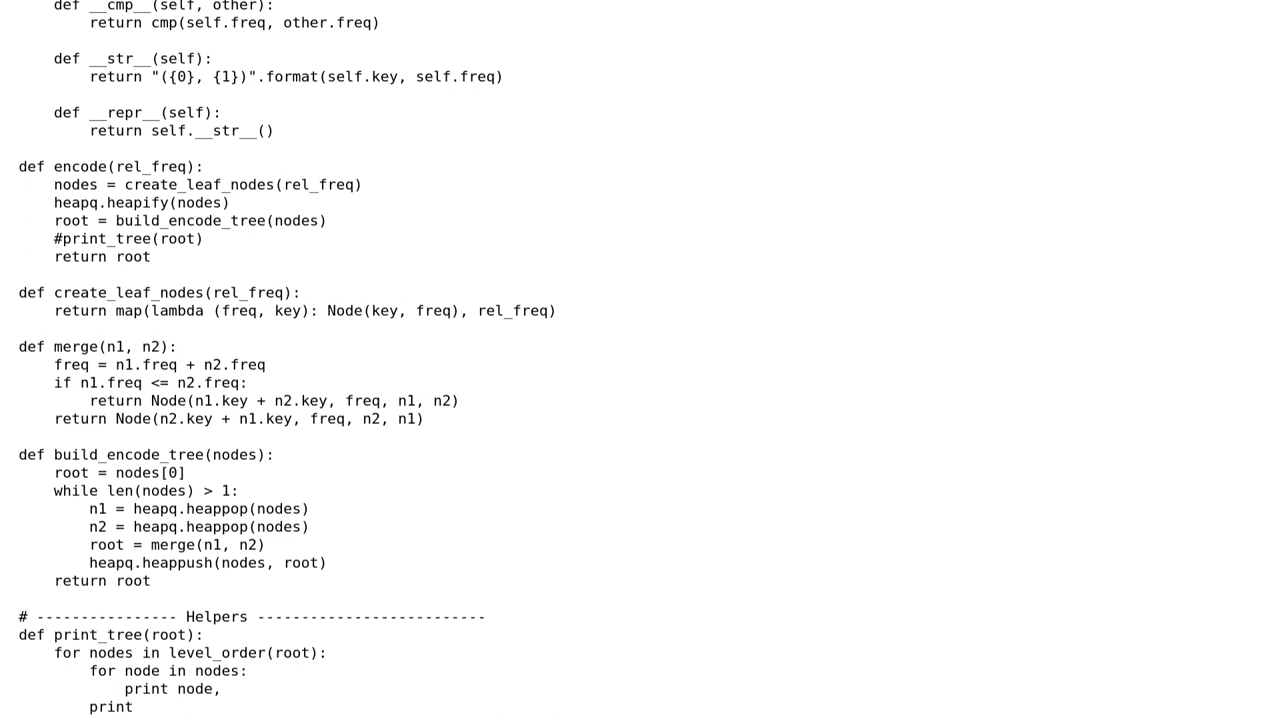 def __cmp__(self, other):
        return cmp(self.freq, other.freq)

    def __str__(self):
        return "({0}, {1})".format(self.key, self.freq)

    def __repr__(self):
        return self.__str__()

def encode(rel_freq):
    nodes = create_leaf_nodes(rel_freq)
    heapq.heapify(nodes)
    root = build_encode_tree(nodes)
    #print_tree(root)
    return root

def create_leaf_nodes(rel_freq):
    return map(lambda (freq, key): Node(key, freq), rel_freq)

def merge(n1, n2):
    freq = n1.freq + n2.freq
    if n1.freq <= n2.freq:
        return Node(n1.key + n2.key, freq, n1, n2)
    return Node(n2.key + n1.key, freq, n2, n1)

def build_encode_tree(nodes):
    root = nodes[0]
    while len(nodes) > 1:
        n1 = heapq.heappop(nodes)
        n2 = heapq.heappop(nodes)
        root = merge(n1, n2)
        heapq.heappush(nodes, root)
    return root

# ---------------- Helpers --------------------------
def print_tree(root):
    for nodes in level_order(root):
        for node in nodes:
            print node,
        print